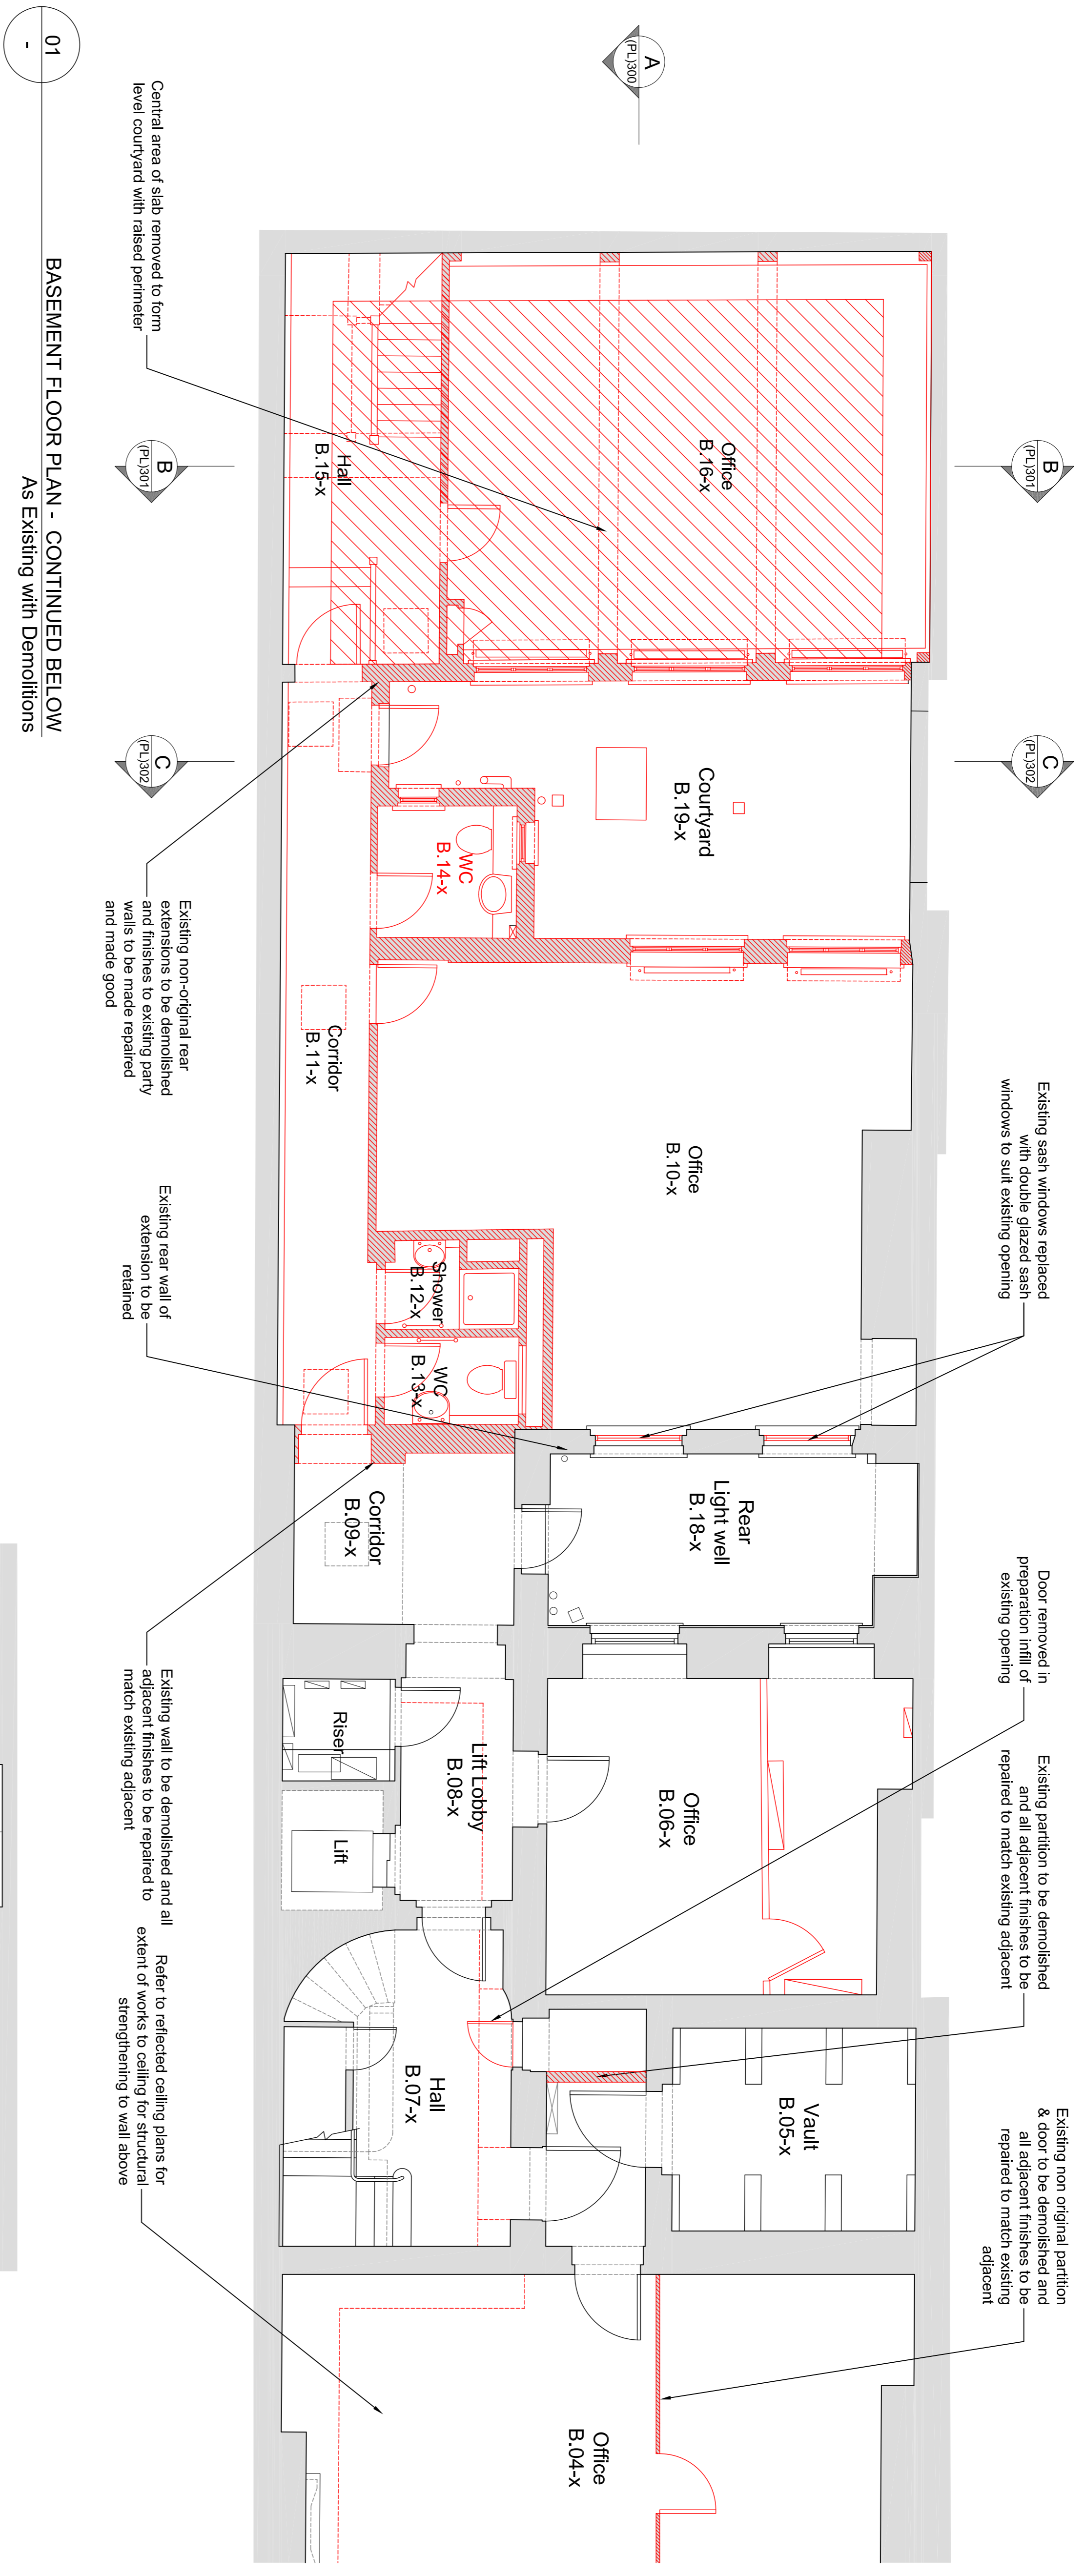 A
(PL)300
B
(PL)301
C
(PL)302
Existing sash windows replaced
with double glazed sash
windows to suit existing opening
Door removed in
preparation infill of
existing opening
Existing partition to be demolished
and all adjacent finishes to be
repaired to match existing adjacent
Existing non original partition
& door to be demolished and
all adjacent finishes to be
repaired to match existing
adjacent
Office
B.16-x
Hall
B.15-x
Courtyard
B.19-x
WC
B.14-x
Corridor
B.11-x
Office
B.10-x
Shower
B.12-x
WC
B.13-x
Rear
Light well
B.18-x
Corridor
B.09-x
Riser
Lift
Lift Lobby
B.08-x
Office
B.06-x
Hall
B.07-x
Vault
B.05-x
Office
B.04-x
Central area of slab removed to form
level courtyard with raised perimeter
B
(PL)301
C
(PL)302
Existing non-original rear
extensions to be demolished
and finishes to existing party
walls to be made repaired
and made good
Existing rear wall of
extension to be
retained
Existing wall to be demolished and all
adjacent finishes to be repaired to
match existing adjacent
Refer to reflected ceiling plans for
extent of works to ceiling for structural
strengthening to wall above
01
-
BASEMENT FLOOR PLAN - CONTINUED BELOW
As Existing with Demolitions